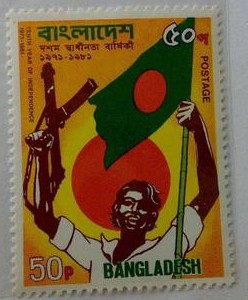 বাংলাদেশ
৫০ প
দশম স্বাধীনতা বার্ষিকী
১৯৭১-১৯৮১
TENTH YEAR OF INDEPENDENCE
1971-1981
POSTAGE
50P
BANGLADESH